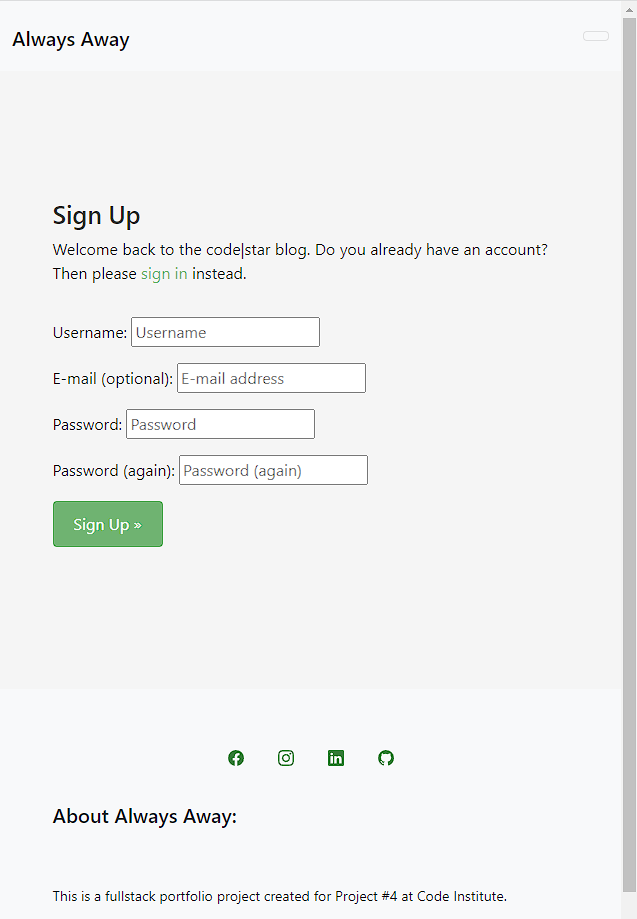 Always Away
Sign Up
Welcome back to the code|star blog. Do you already have an account?
Then please sign in instead.
Username: Username
E-mail (optional): E-mail address
Password: Password
Password (again): Password (again)
Sign Up »
About Always Away:
This is a fullstack portfolio project created for Project #4 at Code Institute.